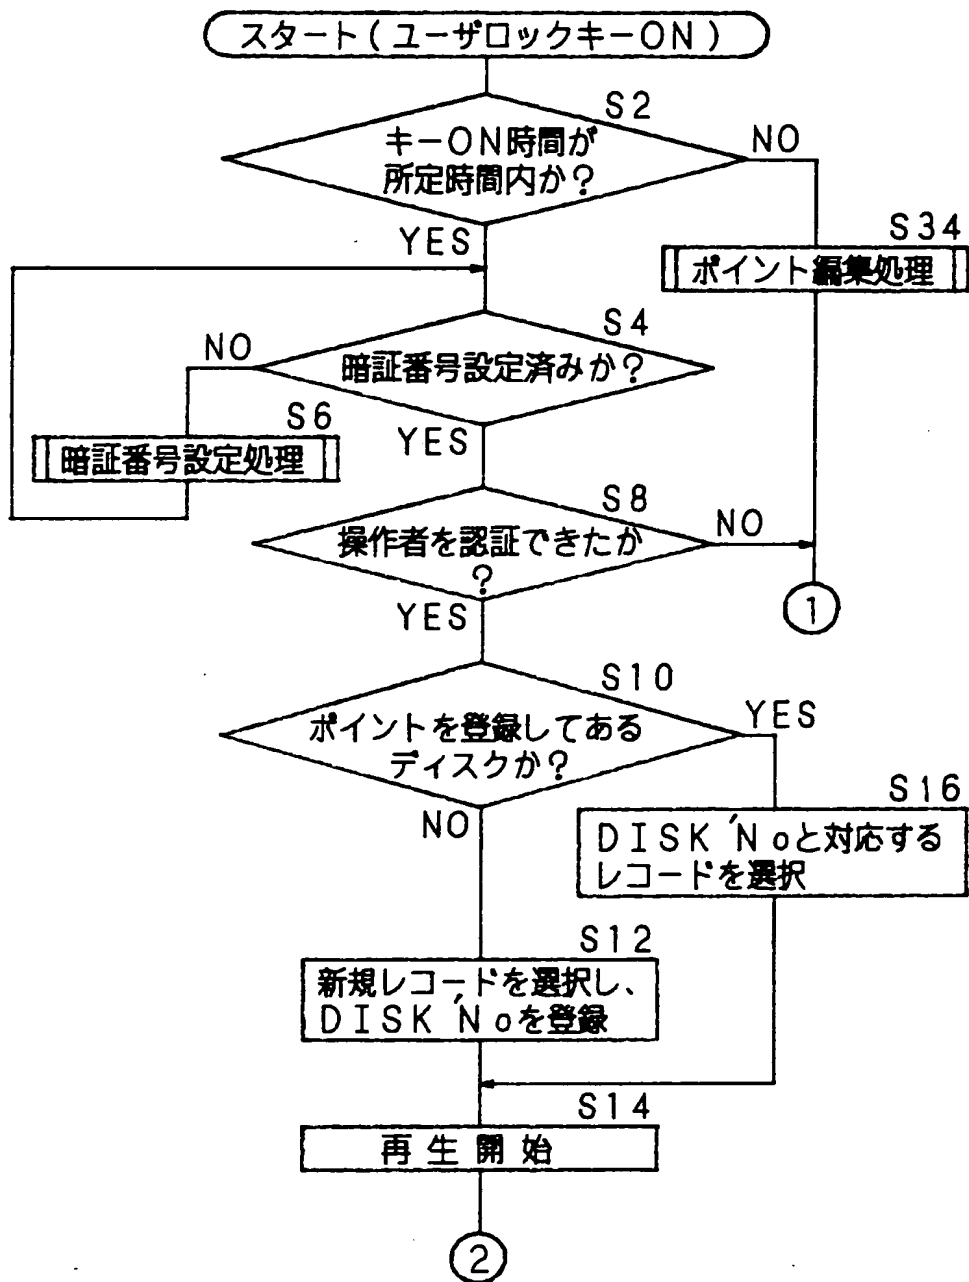 スタート(ユーザロックキーON)
S2
キーON時間が
所定時間内か?
NO
YES
S34
ポイント編集処理
S4
暗証番号設定済みか?
NO
YES
S6
暗証番号設定処理
S8
操作者を認証できたか
?
NO
YES
1
S10
ポイントを登録してある
ディスクか?
YES
NO
S16
DISK'Noと対応する
レコードを選択
S12
新規レコードを選択し、
DISK'Noを登録
S14
再生開始
2